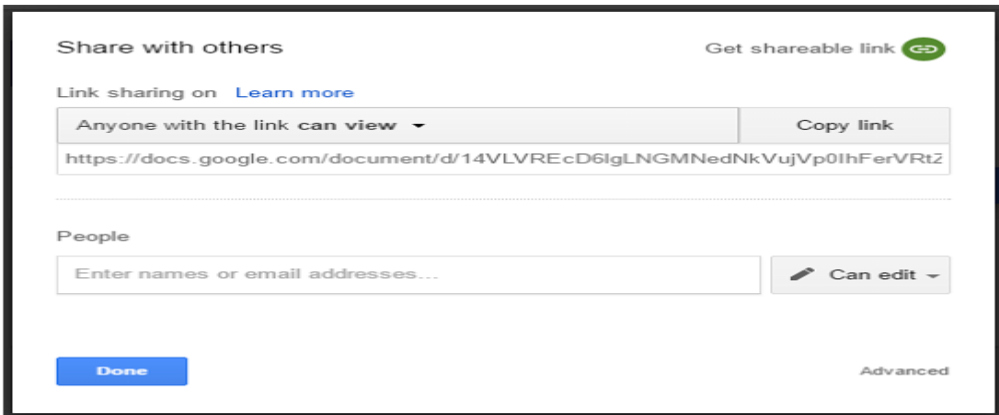 Share with others
Get shareable link
Link sharing on Learn more
Anyone with the link can view
Copy link
https://docs.google.com/document/d/14VLVREcD6IgLNGMNedNkVujVp0IhFerVRtZ
People
Enter names or email addresses...
Can edit
Done
Advanced